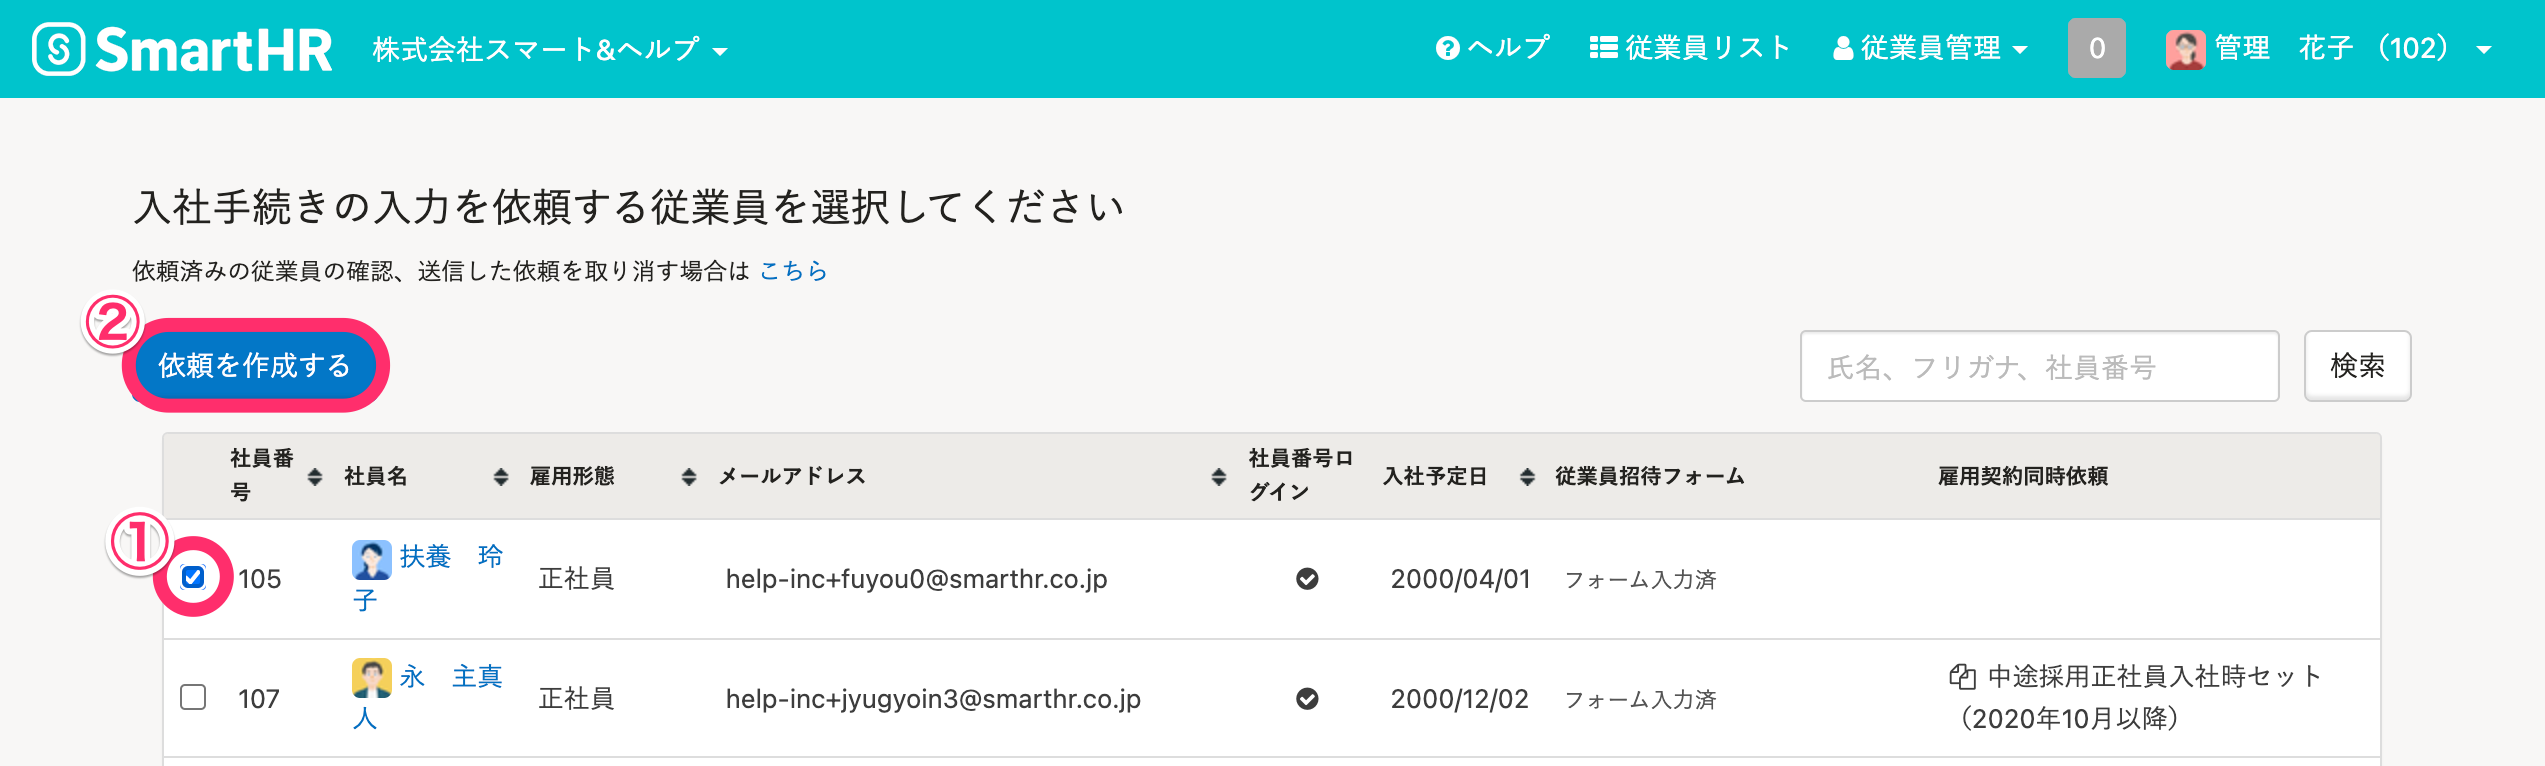 SmartHR 株式会社スマート&ヘルプ ヘルプ 従業員リスト 従業員管理 0 管理　花子 （102）
入社手続きの入力を依頼する従業員を選択してください
依頼済みの従業員の確認、送信した依頼を取り消す場合は こちら
②
依頼を作成する 氏名、フリガナ、社員番号 検索
社員番号 社員名 雇用形態 メールアドレス 社員番号ログイン 入社予定日 従業員招待フォーム 雇用契約同時依頼
①
105 扶養　玲子 正社員 help-inc+fuyou0@smarthr.co.jp 2000/04/01 フォーム入力済
107 永　主真人 正社員 help-inc+jyugyoin3@smarthr.co.jp 2000/12/02 フォーム入力済 中途採用正社員入社時セット（2020年10月以降）